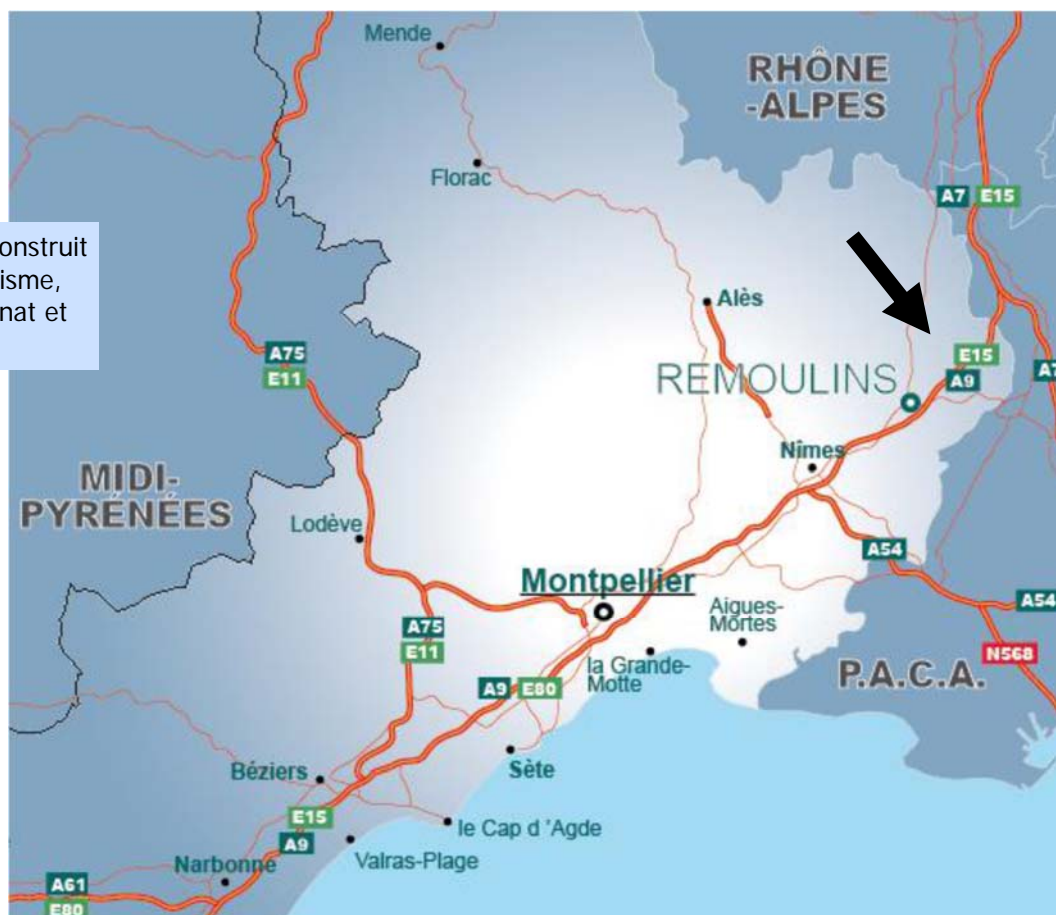 Mende
RHÔNE
-ALPES
Florac
A7 E15
onstruit
isme,
nat et
Alès
A75
E11
E15
A9
A7
REMOULINS
MIDI-
PYRÉNÉES
Nîmes
Lodève
A54
Montpellier
A54
Aigues-
Mortes
A75
E11
N568
la Grande-
Motte
P.A.C.A.
A9 E80
Sète
Béziers
E15
A9
le Cap d 'Agde
Valras-Plage
Narbonne
A61
E80